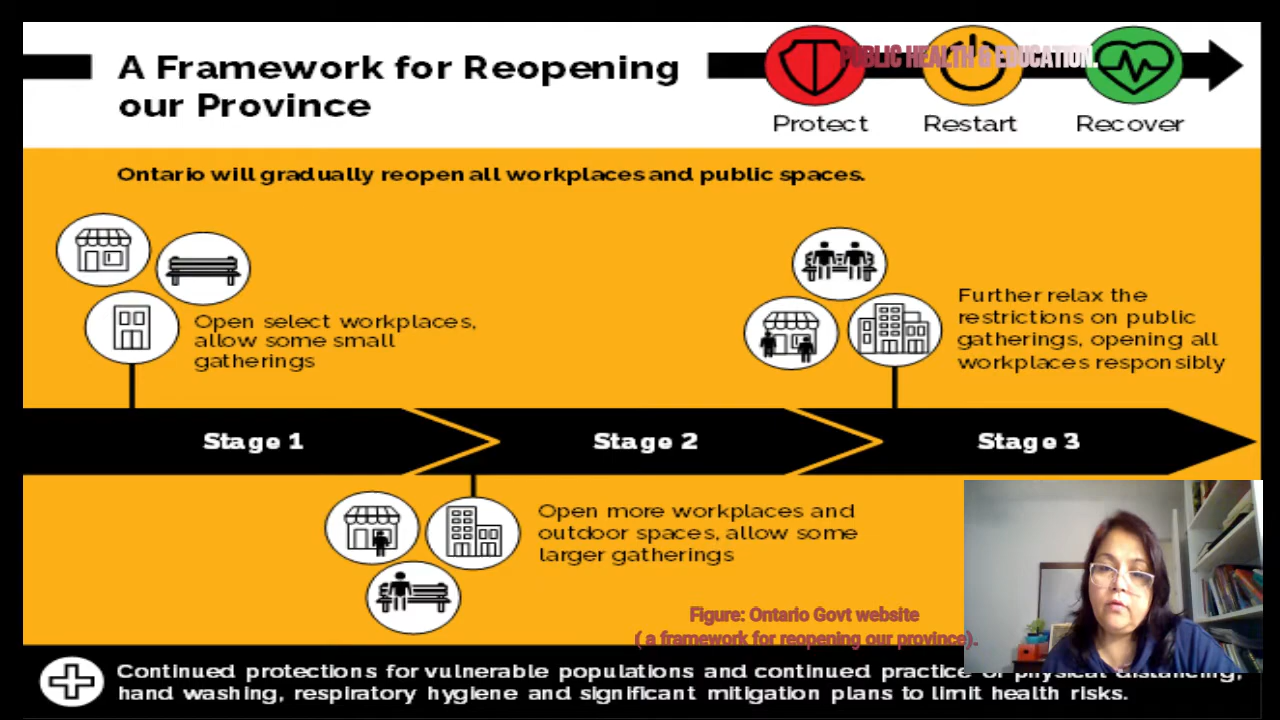 A Framework for Reopening
our Province
PUBLIC HEALTH & EDUCATION.
Protect
Restart
Recover
Ontario will gradually reopen all workplaces and public spaces.
Open select workplaces,
allow some small
gatherings
Further relax the
restrictions on public
gatherings, opening all
workplaces responsibly
Stage 1
Stage 2
Stage 3
Open more workplaces and
outdoor spaces, allow some
larger gatherings
Figure: Ontario Govt website
( a framework for reopening our province).
Continued protections for vulnerable populations and continued practice of physical distancing,
hand washing, respiratory hygiene and significant mitigation plans to limit health risks.